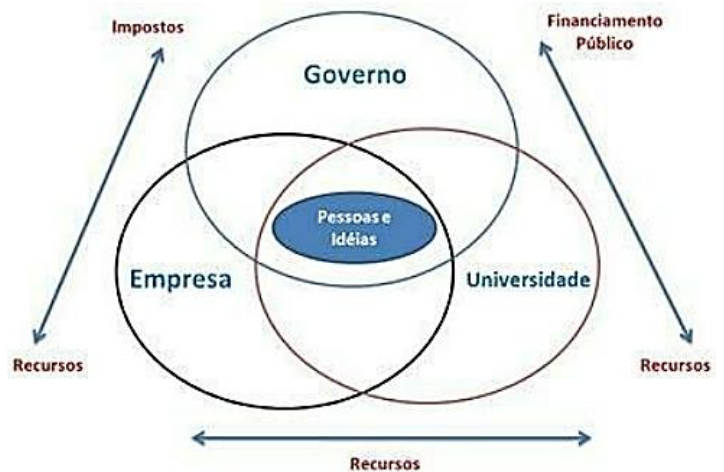 Impostos
Financiamento
Público
Governo
Pessoas e
Idéias
Empresa
Universidade
Recursos
Recursos
Recursos